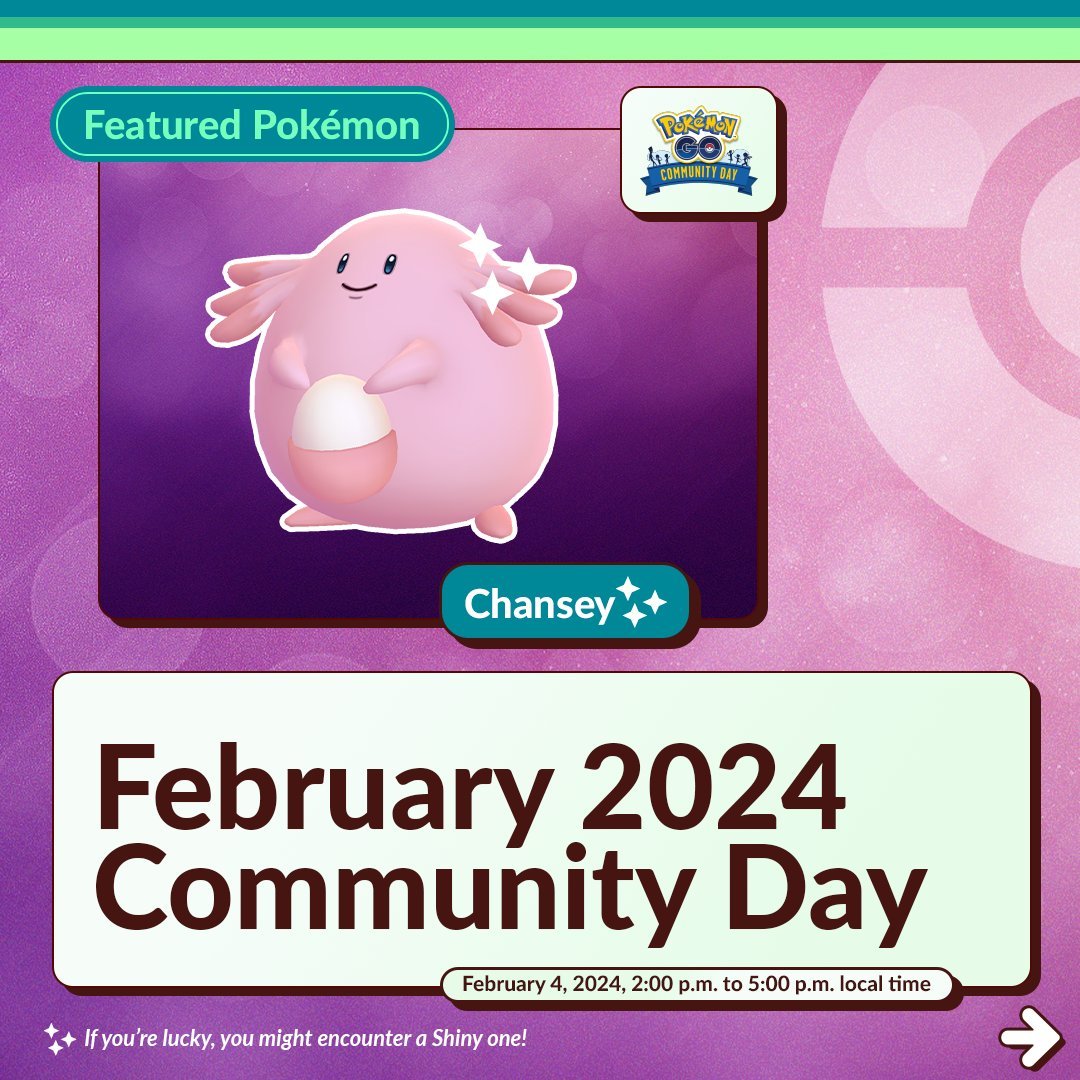 Featured Pokémon
Pokémon
GO
COMMUNITY DAY
Chansey
February 2024
Community Day
February 4, 2024, 2:00 p.m. to 5:00 p.m. local time
If you’re lucky, you might encounter a Shiny one!